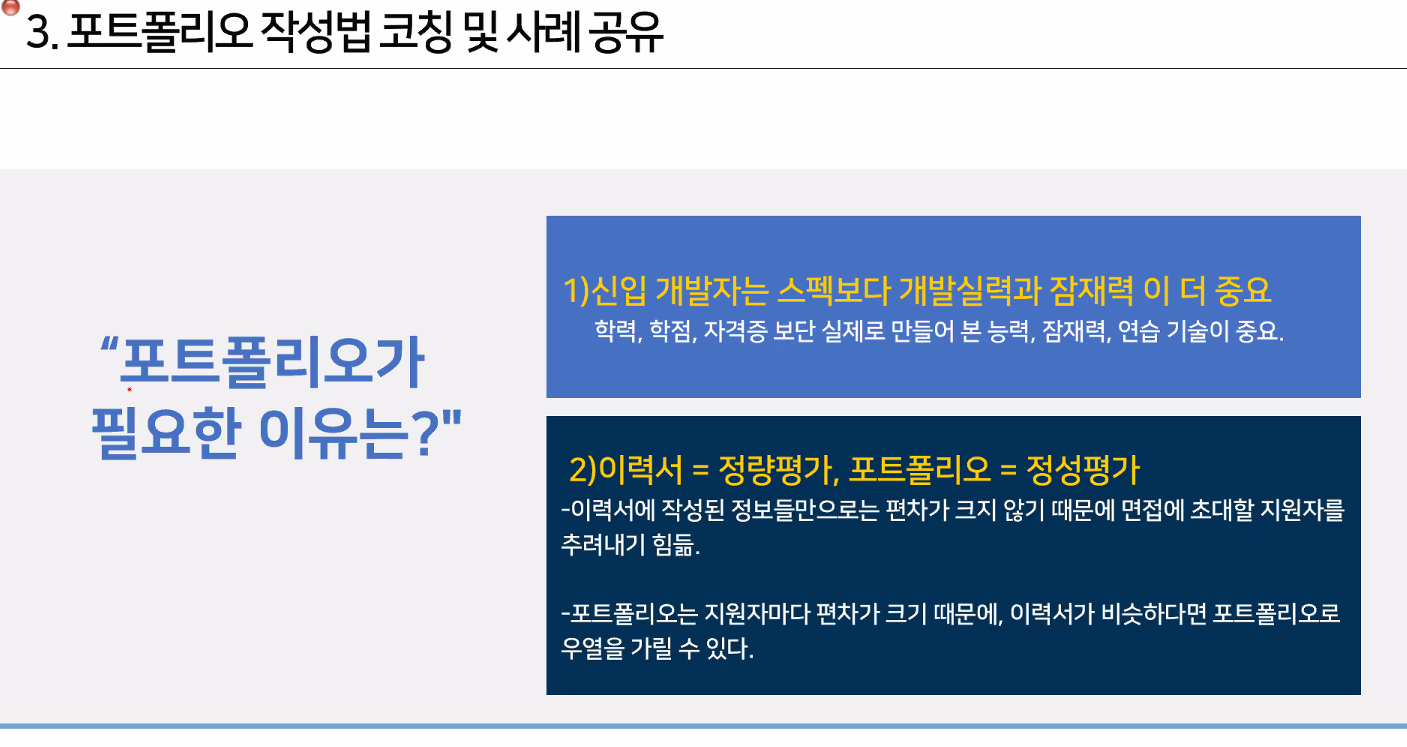 3. 포트폴리오 작성법 코칭 및 사례 공유
“포트폴리오가
필요한 이유는?"
1)신입 개발자는 스펙보다 개발실력과 잠재력 이 더 중요
학력, 학점, 자격증 보단 실제로 만들어 본 능력, 잠재력, 연습 기술이 중요.
2)이력서 = 정량평가, 포트폴리오 = 정성평가
-이력서에 작성된 정보들만으로는 편차가 크지 않기 때문에 면접에 초대할 지원자를
추려내기 힘듦.
-포트폴리오는 지원자마다 편차가 크기 때문에, 이력서가 비슷하다면 포트폴리오로
우열을 가릴 수 있다.